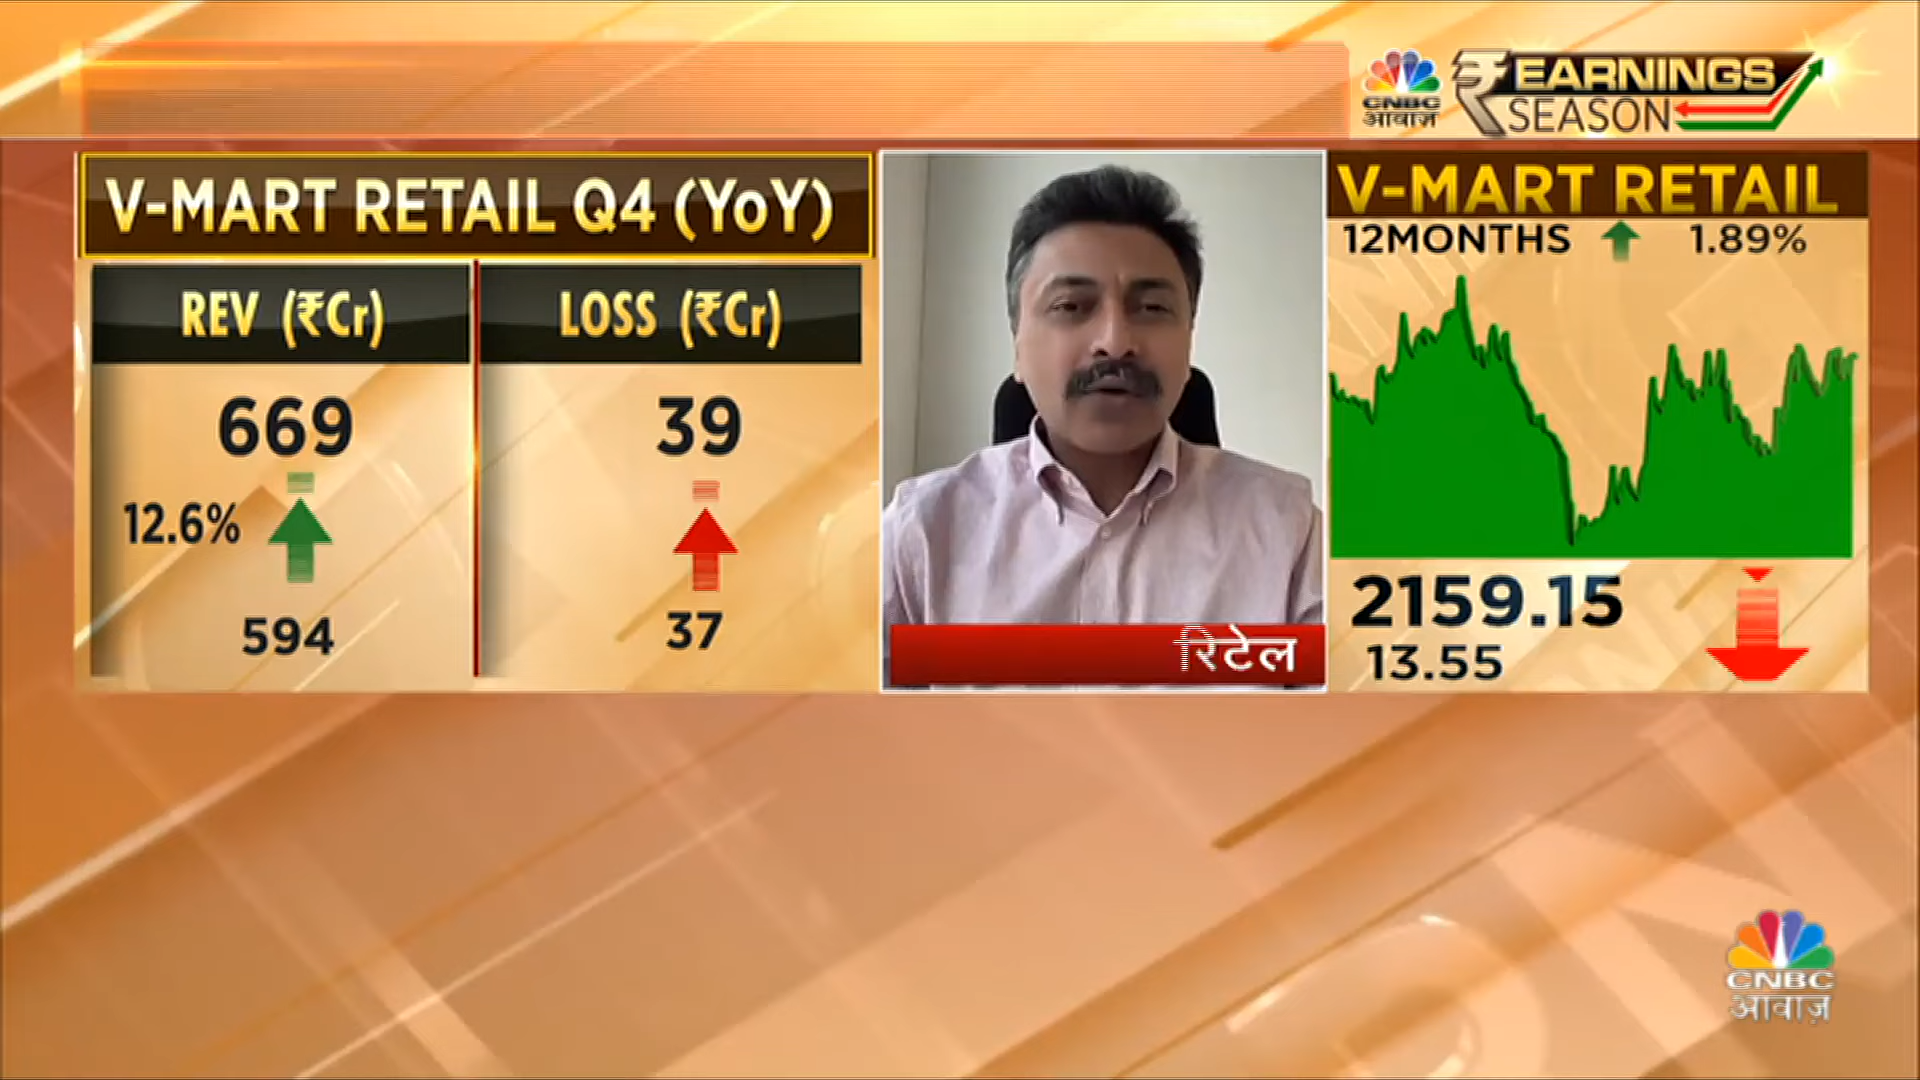 CNBC
आवाज़
₹ EARNINGS
SEASON
V-MART RETAIL Q4 (YoY)
REV (₹Cr)
LOSS (₹Cr)
669
39
12.6%
594
37
रिटेल
V-MART RETAIL
12MONTHS 1.89%
2159.15
13.55
CNBC
आवाज़